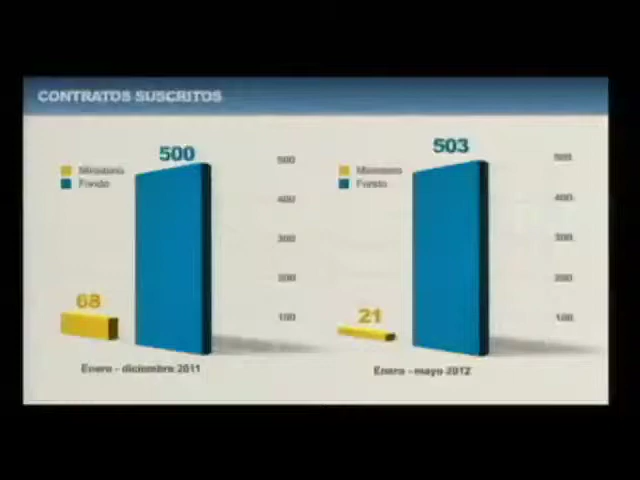 CONTRATOS SUSCRITOS
500
Ministerio
Fondo
500
400
300
200
100
68
Enero - diciembre 2011
503
Ministerio
Fondo
500
400
300
200
100
21
Enero - mayo 2012